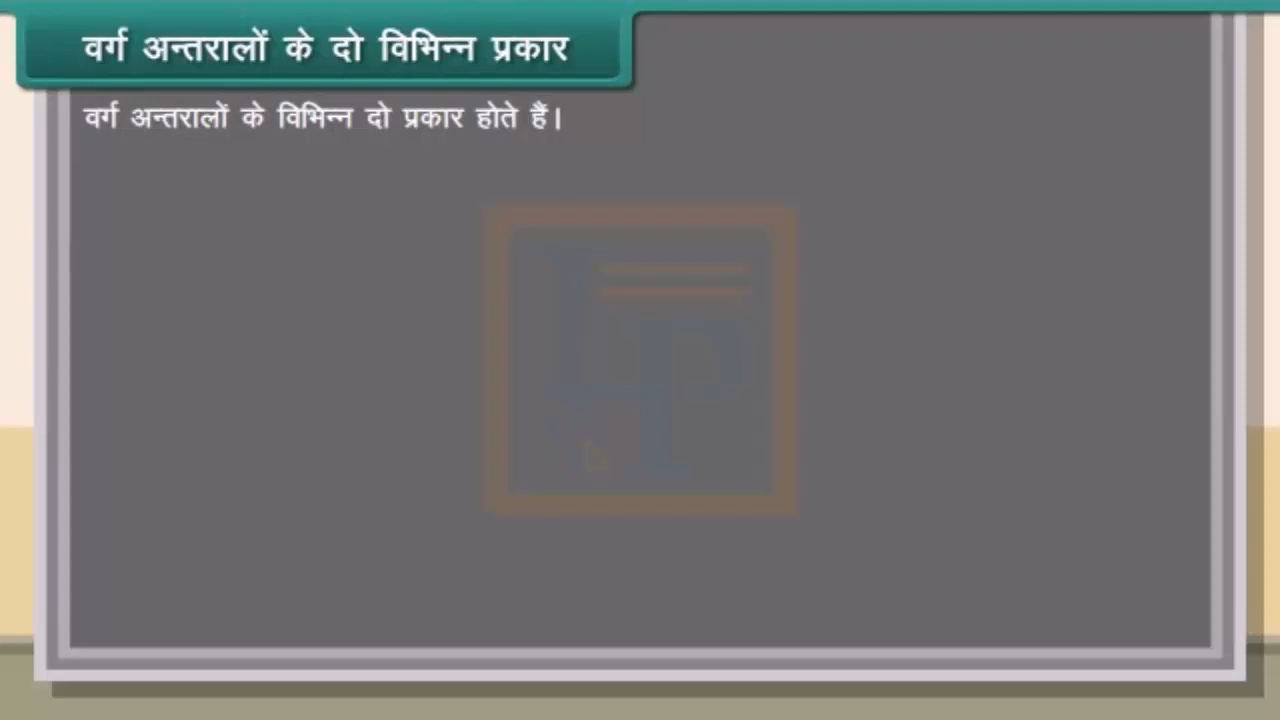 वर्ग अन्तरालों के दो विभिन्न प्रकार
वर्ग अन्तरालों के विभिन्न दो प्रकार होते हैं।